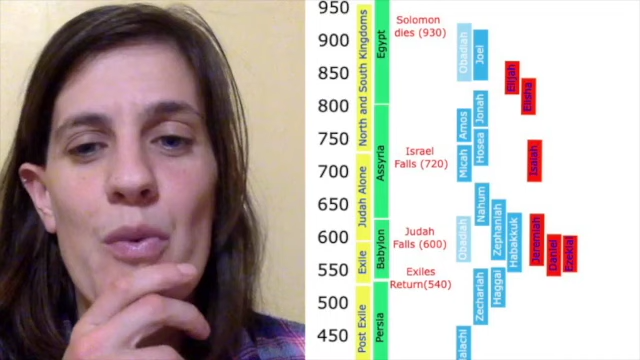 950
900
850
800
750
700
650
600
550
500
450
North and South Kingdoms
Judah Alone
Exile
Post Exile
Egypt
Assyria
Babylon
Persia
Solomon
dies (930)
Israel
Falls (720)
Judah
Falls (600)
Exiles
Return(540)
Obadiah
Joel
Elijah
Elisha
Amos
Jonah
Micah
Hosea
Isaiah
Nahum
Obadiah
Zephaniah
Habakkuk
Jeremiah
Daniel
Ezekial
Zechariah
Haggai
alachi